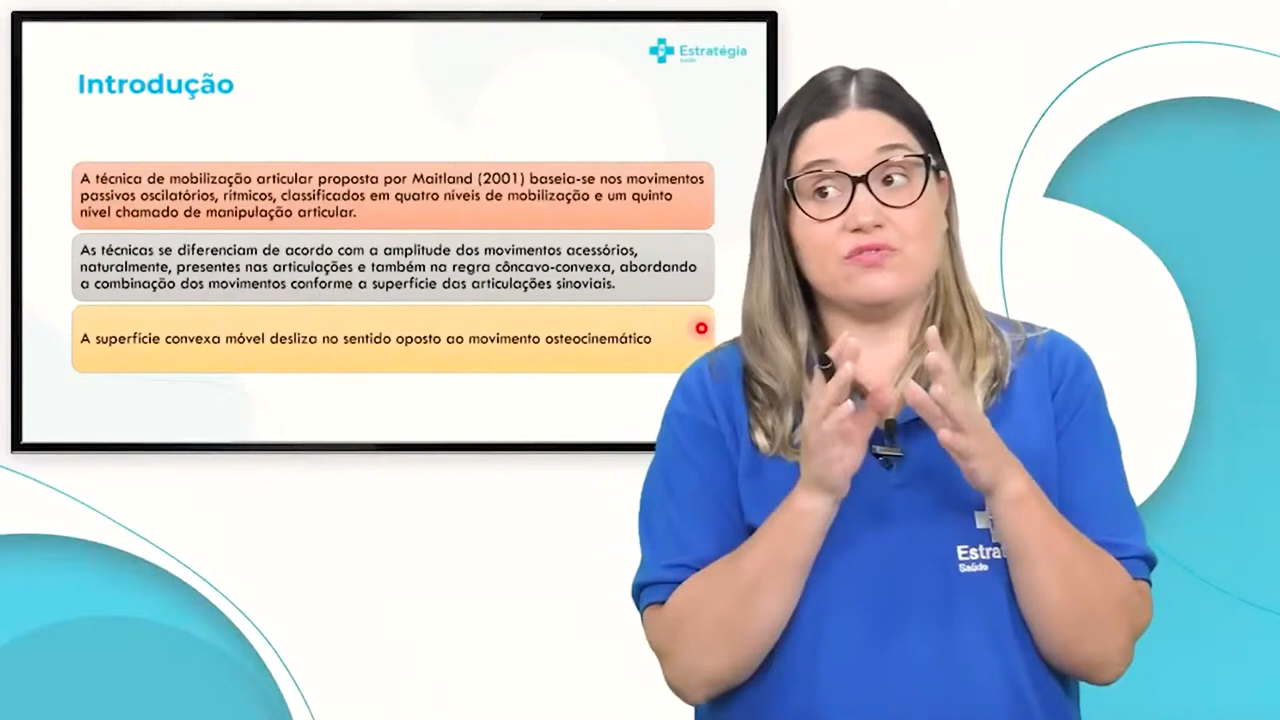 Estratégia
Saúde
Introdução
A técnica de mobilização articular proposta por Maitland (2001) baseia-se nos movimentos
passivos oscilatórios, rítmicos, classificados em quatro níveis de mobilização e um quinto
nível chamado de manipulação articular.
As técnicas se diferenciam de acordo com a amplitude dos movimentos acessórios,
naturalmente, presentes nas articulações e também na regra côncavo-convexa, abordando
a combinação dos movimentos conforme a superfície das articulações sinoviais.
A superfície convexa móvel desliza no sentido oposto ao movimento osteocinemático
Estrat
Saúde